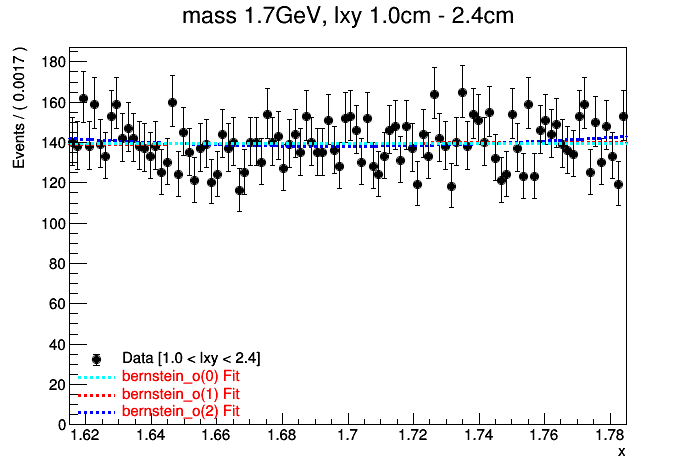 mass 1.7GeV, lxy 1.0cm - 2.4cm
Events / ( 0.0017 )
180
160
140
120
100
80
60
40
20
0
Data [1.0 < lxy < 2.4]
bernstein_o(0) Fit
bernstein_o(1) Fit
bernstein_o(2) Fit
1.62 1.64 1.66 1.68 1.7 1.72 1.74 1.76 1.78
x